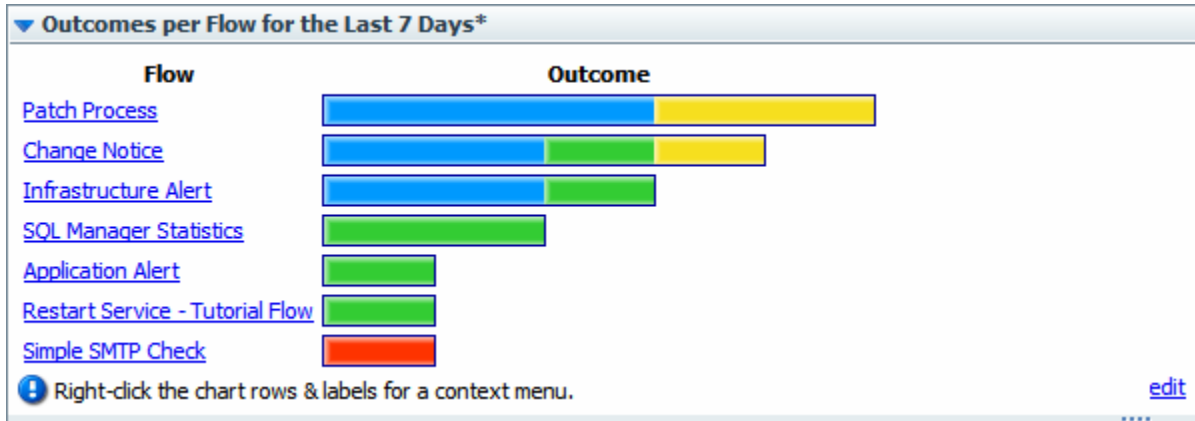 Outcomes per Flow for the Last 7 Days*
Flow Outcome
Patch Process
Change Notice
Infrastructure Alert
SQL Manager Statistics
Application Alert
Restart Service - Tutorial Flow
Simple SMTP Check
Right-click the chart rows & labels for a context menu. edit